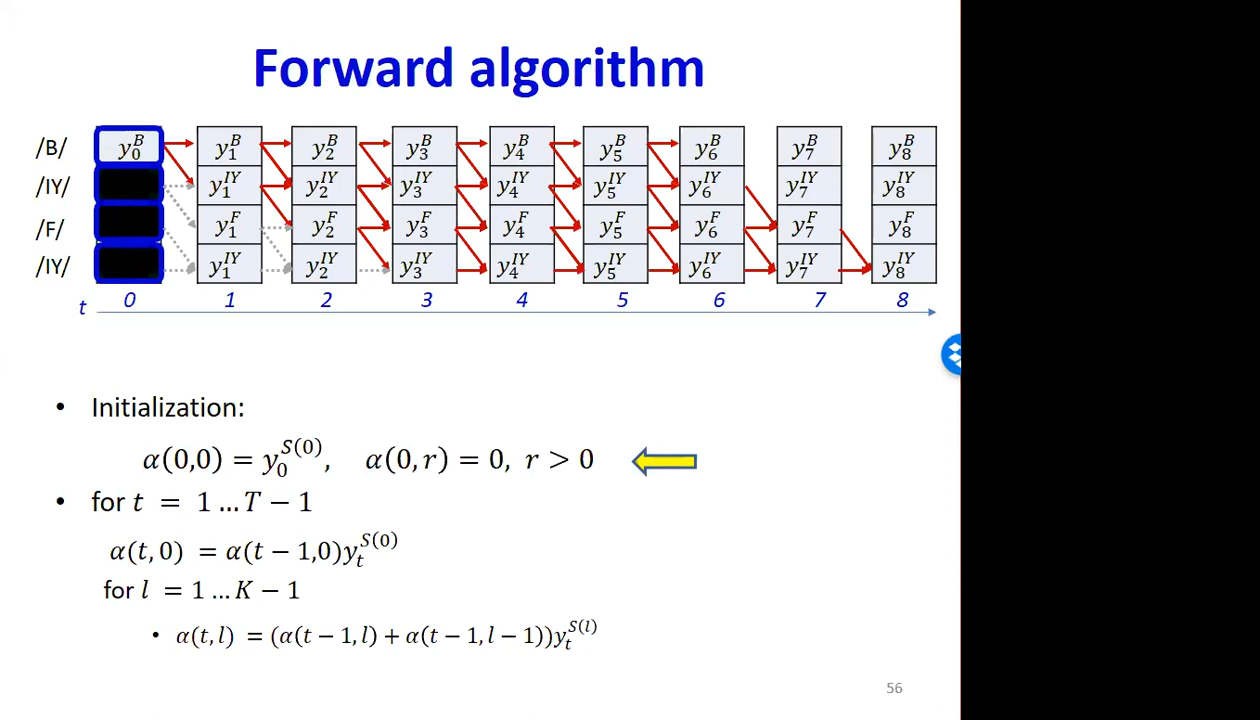 Forward algorithm
/B/ y_0^B y_1^B y_2^B y_3^B y_4^B y_5^B y_6^B y_7^B y_8^B
/IY/ y_1^{IY} y_2^{IY} y_3^{IY} y_4^{IY} y_5^{IY} y_6^{IY} y_7^{IY} y_8^{IY}
/F/ y_1^F y_2^F y_3^F y_4^F y_5^F y_6^F y_7^F y_8^F
/IY/ y_1^{IY} y_2^{IY} y_3^{IY} y_4^{IY} y_5^{IY} y_6^{IY} y_7^{IY} y_8^{IY}
t 0 1 2 3 4 5 6 7 8
• Initialization:
α(0,0) = y_0^{S(0)}, α(0,r) = 0, r > 0
• for t = 1 … T − 1
α(t,0) = α(t − 1,0)y_t^{S(0)}
for l = 1 … K − 1
• α(t,l) = (α(t − 1,l) + α(t − 1,l − 1))y_t^{S(l)}
56